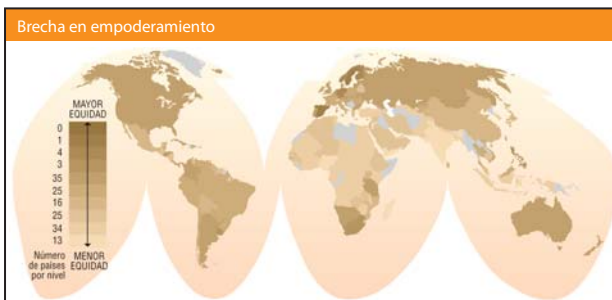 Brecha en empoderamiento
MAYOR
EQUIDAD
0
1
4
3
35
25
16
25
34
13
Número
de países
por nivel
MENOR
EQUIDAD